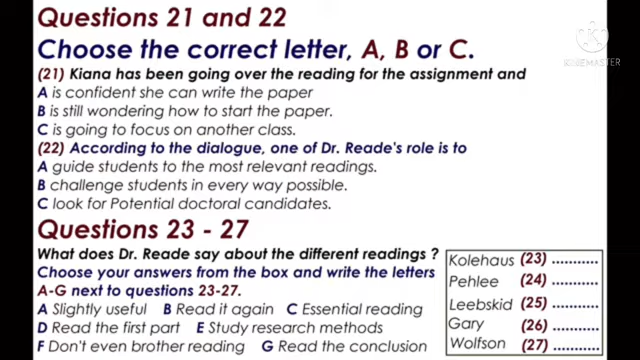 Questions 21 and 22
Choose the correct letter, A, B or C.
(21) Kiana has been going over the reading for the assignment and
A is confident she can write the paper
B is still wondering how to start the paper.
C is going to focus on another class.
(22) According to the dialogue, one of Dr. Reade's role is to
A guide students to the most relevant readings.
B challenge students in every way possible.
C look for Potential doctoral candidates.
Questions 23 - 27
What does Dr. Reade say about the different readings ?
Choose your answers from the box and write the letters
A-G next to questions 23-27.
A Slightly useful B Read it again C Essential reading
D Read the first part E Study research methods
F Don't even brother reading G Read the conclusion
Kolehaus (23) ...........
Pehlee (24) ...........
Leebskid (25) ...........
Gary (26) ...........
Wolfson (27) ...........
KINEMASTER